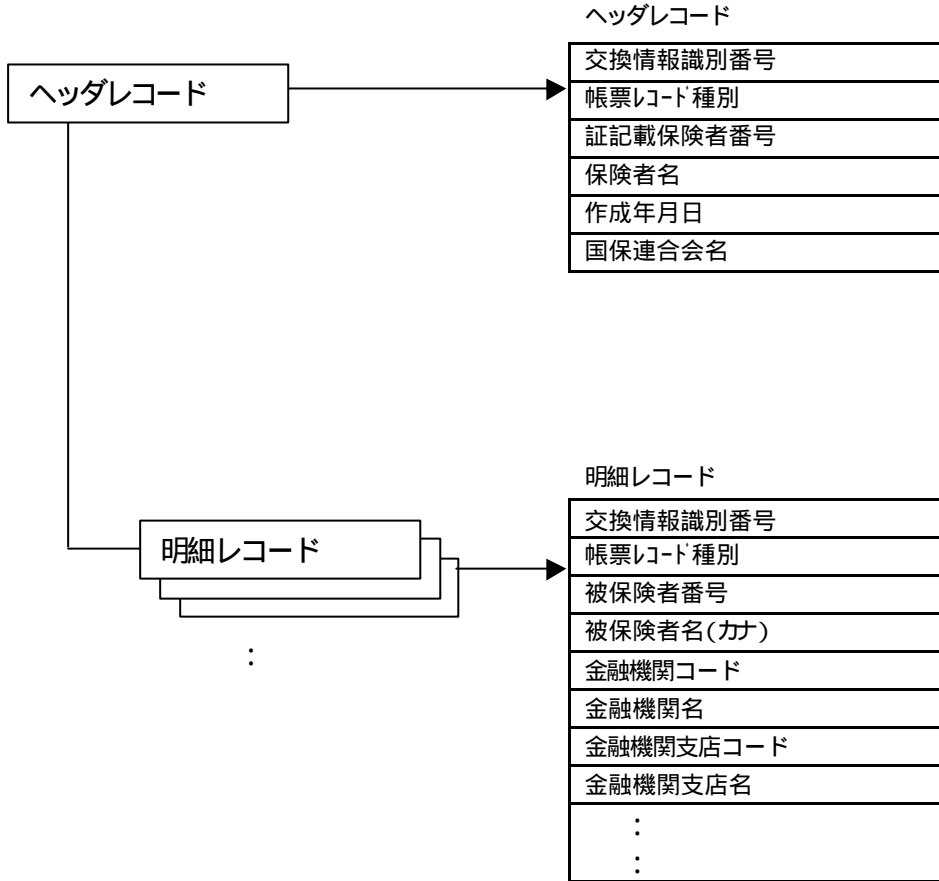 ヘッダレコード
ヘッダレコード
交換情報識別番号
帳票ﾚｺｰﾄﾞ種別
証記載保険者番号
保険者名
作成年月日
国保連合会名
明細レコード
明細レコード
：
交換情報識別番号
帳票ﾚｺｰﾄﾞ種別
被保険者番号
被保険者名(ｶﾅ)
金融機関コード
金融機関名
金融機関支店コード
金融機関支店名
：
：